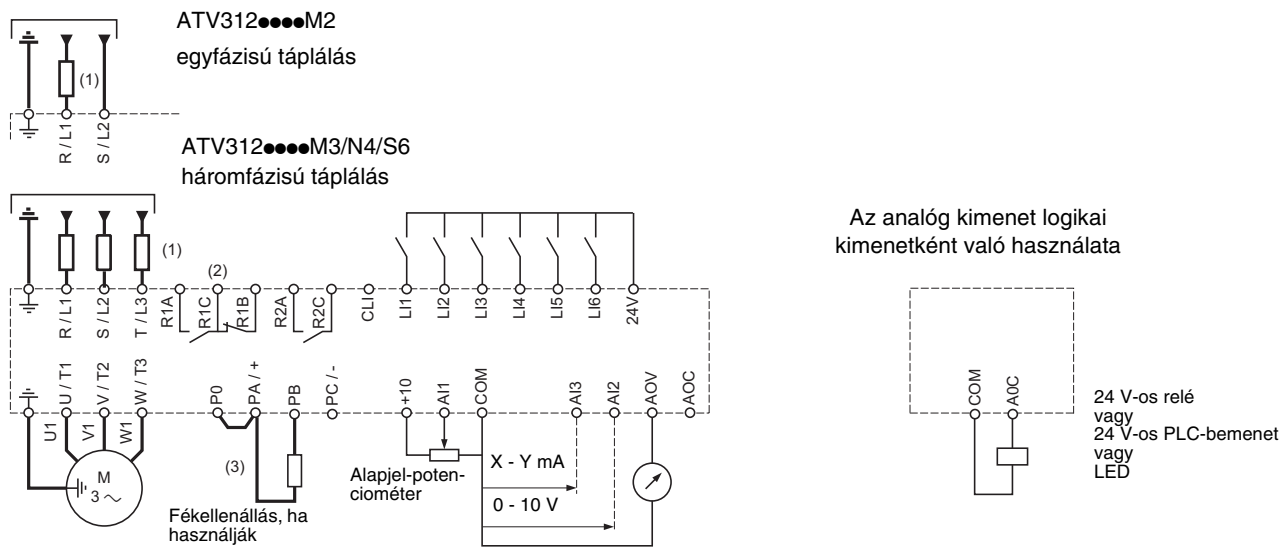 ATV312●●●●M2
egyfázisú táplálás
(1)
R / L1
S / L2
ATV312●●●●M3/N4/S6
háromfázisú táplálás
(1)
(2)
R / L1
S / L2
T / L3
R1A
R1C
R1B
R2A
R2C
CLI
LI1
LI2
LI3
LI4
LI5
LI6
24V
U / T1
V / T2
W / T3
P0
PA / +
PB
PC / -
+10
AI1
COM
AI3
AI2
AOV
AOC
U1
V1
W1
M
3 ~
(3)
Fékellenállás, ha
használják
Alapjel-poten-
ciométer
X - Y mA
0 - 10 V
Az analóg kimenet logikai
kimenetként való használata
COM
A0C
24 V-os relé
vagy
24 V-os PLC-bemenet
vagy
LED